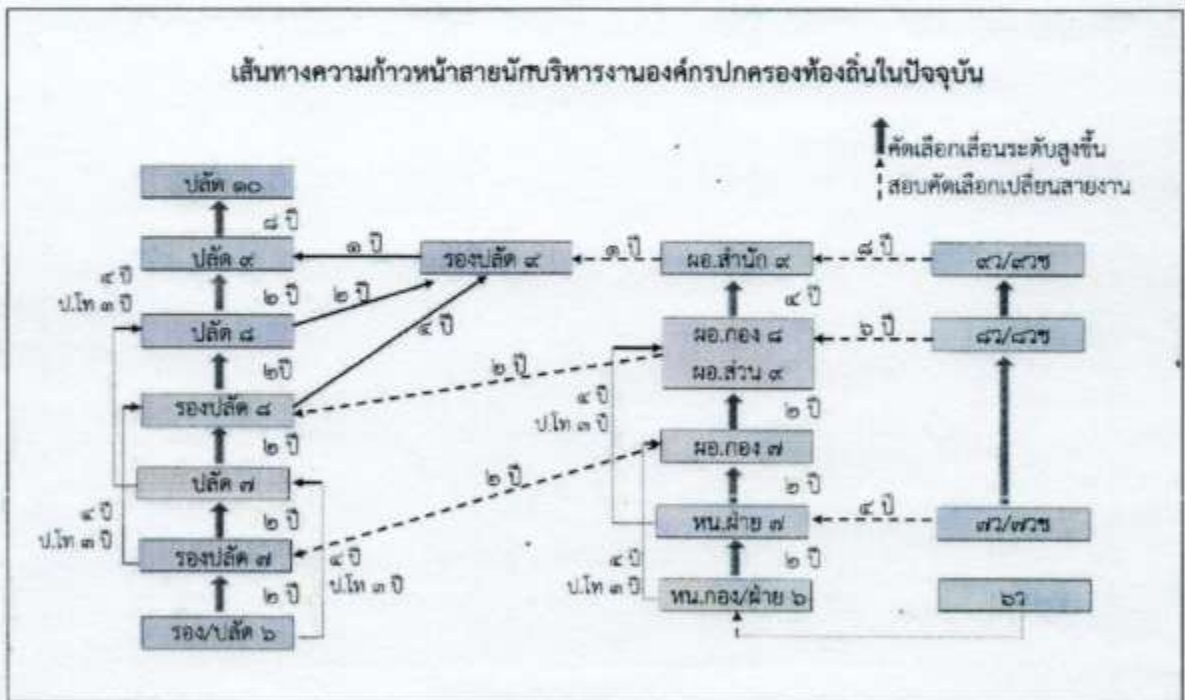 เส้นทางความก้าวหน้าสายนักบริหารงานองค์กรปกครองท้องถิ่นในปัจจุบัน
คัดเลือกเลื่อนระดับสูงขึ้น
สอบคัดเลือกเปลี่ยนสายงาน
ปลัด ๑๐
๘ ปี
ปลัด ๙
๑ ปี
รองปลัด ๙
๑ ปี
ผอ.สำนัก ๙
๘ ปี
๙ว/๙วช
๔ ปี
ป.โท ๓ ปี
๒ ปี
๒ ปี
๔ ปี
๔ ปี
ปลัด ๘
ผอ.กอง ๘
ผอ.ส่วน ๙
๖ ปี
๘ว/๘วช
๒ปี
๒ ปี
รองปลัด ๘
๔ ปี
ป.โท ๓ ปี
๒ ปี
๒ ปี
ผอ.กอง ๗
ปลัด ๗
๒ ปี
๒ ปี
๔ ปี
ป.โท ๓ ปี
๒ ปี
หน.ฝ่าย ๗
๔ ปี
๗ว/๗วช
รองปลัด ๗
๔ ปี
ป.โท ๓ ปี
๒ ปี
๔ ปี
ป.โท ๓ ปี
๒ ปี
หน.กอง/ฝ่าย ๖
๖ว
รอง/ปลัด ๖